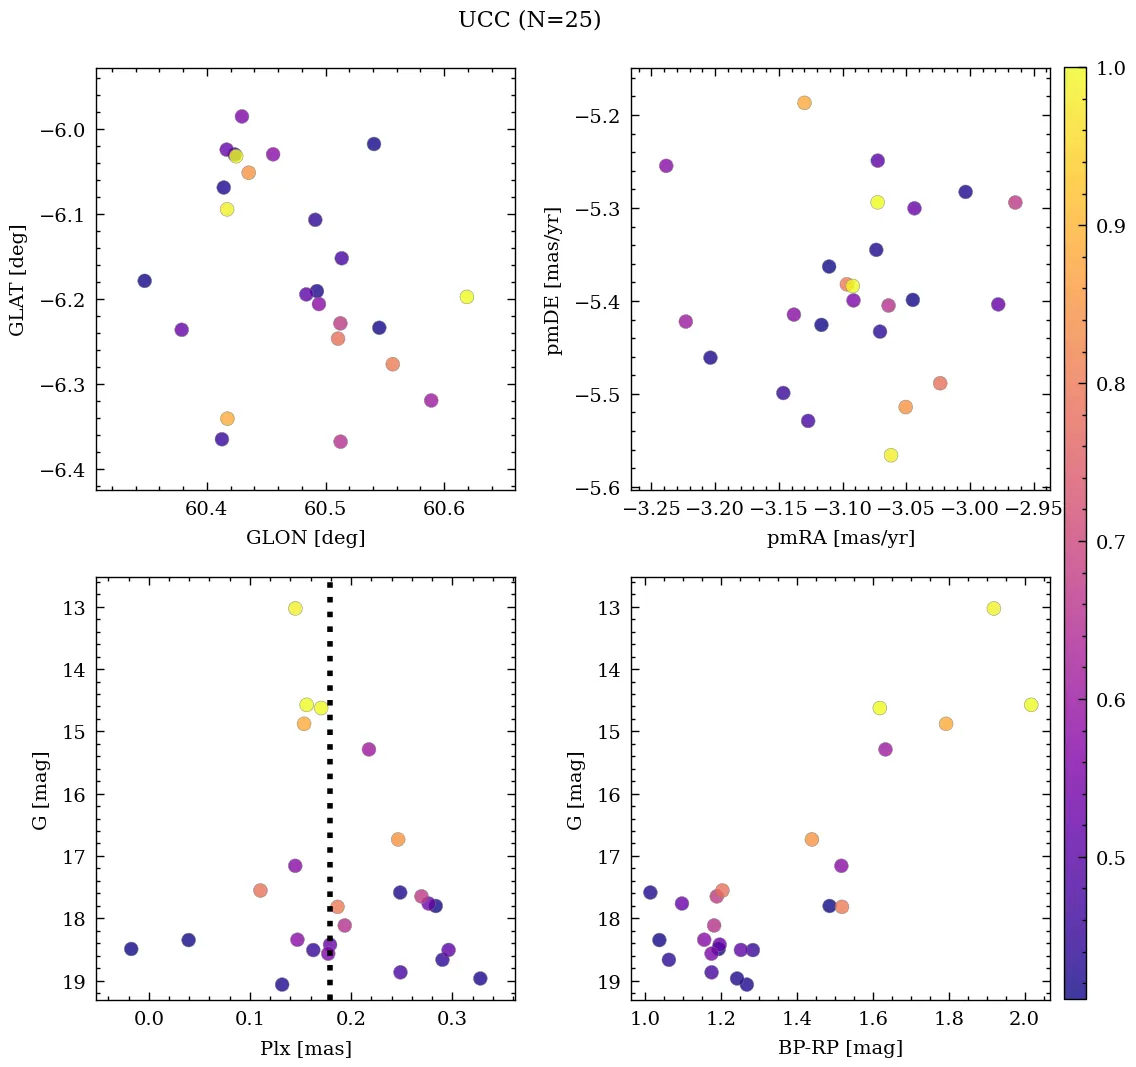 UCC (N=25)
−6.0
−6.1
−6.2
−6.3
−6.4
GLAT [deg]
60.4 60.5 60.6
GLON [deg]
−5.2
−5.3
−5.4
−5.5
−5.6
pmDE [mas/yr]
−3.25 −3.20 −3.15 −3.10 −3.05 −3.00 −2.95
pmRA [mas/yr]
1.0
0.9
0.8
0.7
0.6
0.5
13
14
15
16
17
18
19
G [mag]
0.0 0.1 0.2 0.3
Plx [mas]
13
14
15
16
17
18
19
G [mag]
1.0 1.2 1.4 1.6 1.8 2.0
BP-RP [mag]